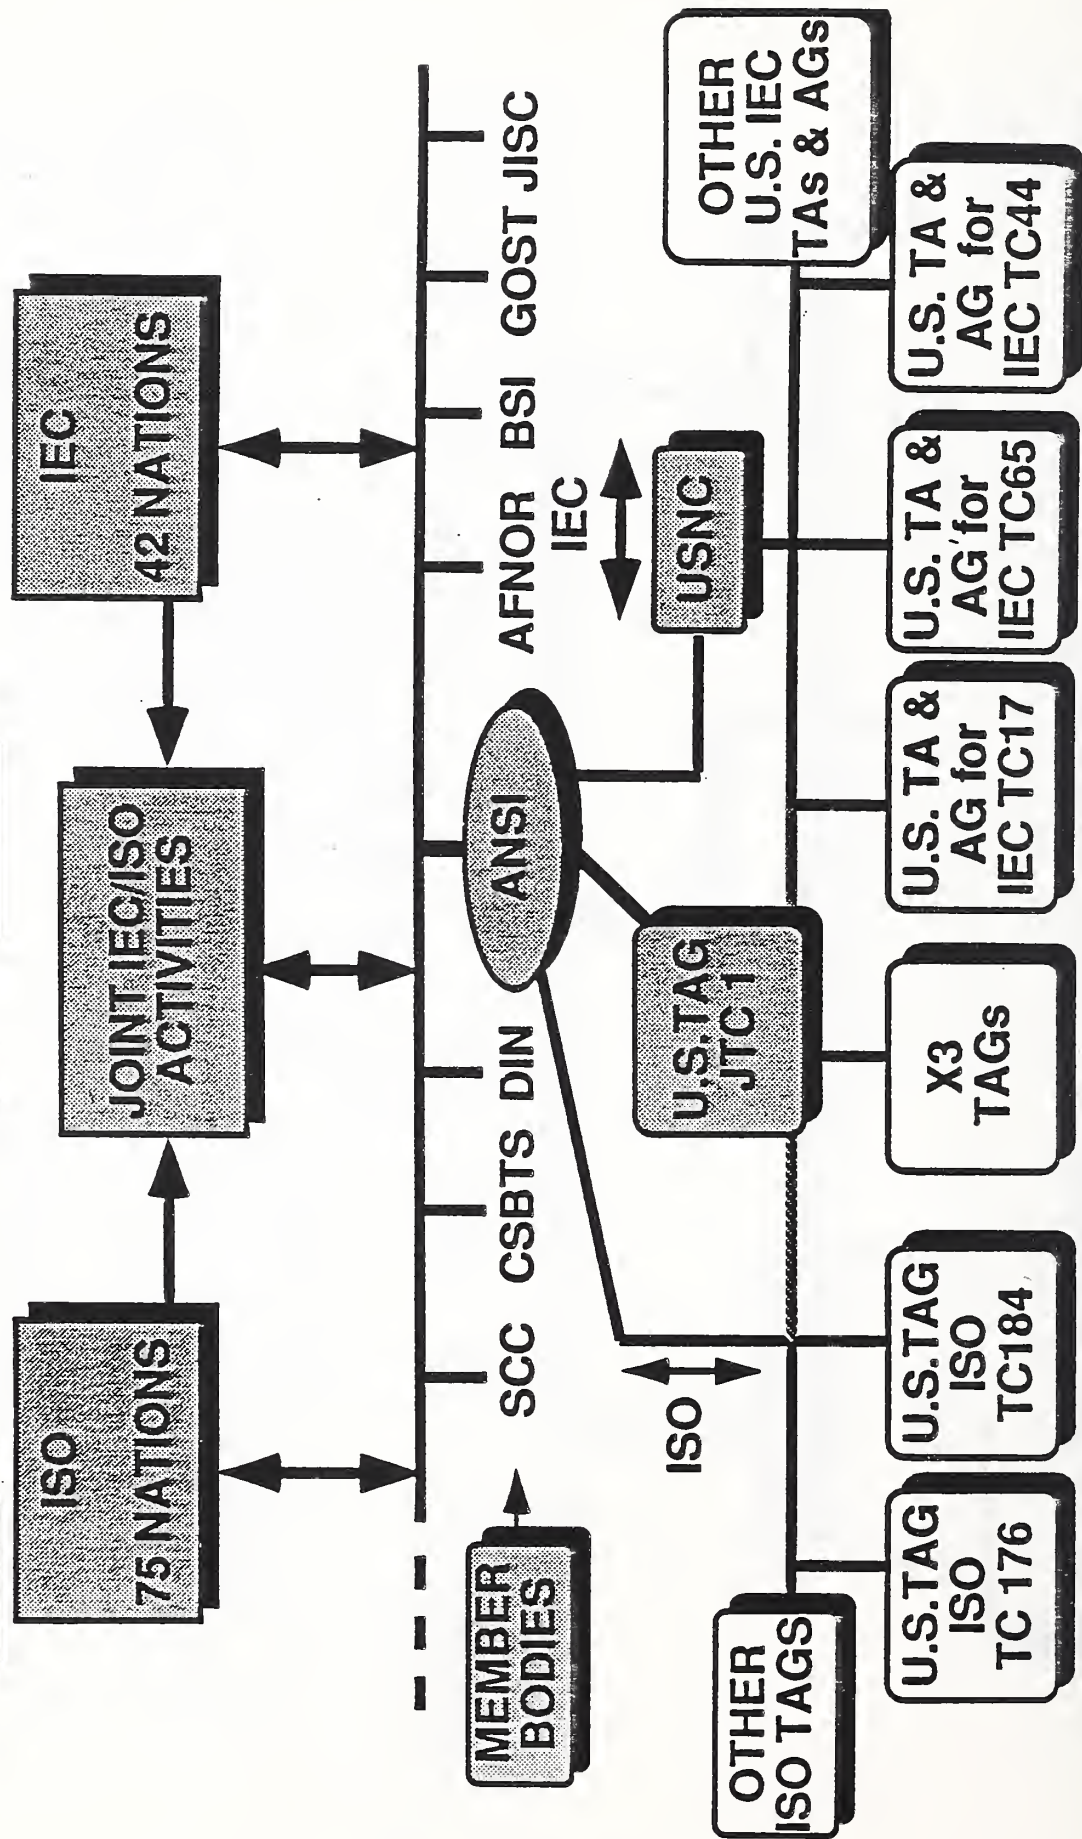 ISO
75 NATIONS
JOINT IEC/ISO
ACTIVITIES
IEC
42 NATIONS
MEMBER
BODIES
SCC CSBTS DIN
ANSI
AFNOR BSI GOST JISC
ISO
IEC
U.S.TAG
JTC 1
USNC
OTHER
ISO TAGS
OTHER
U.S. IEC
TAs & AGs
U.S.TAG
ISO
TC 176
U.S.TAG
ISO
TC184
X3
TAGs
U.S. TA &
AG for
IEC TC17
U.S. TA &
AG for
IEC TC65
U.S. TA &
AG for
IEC TC44